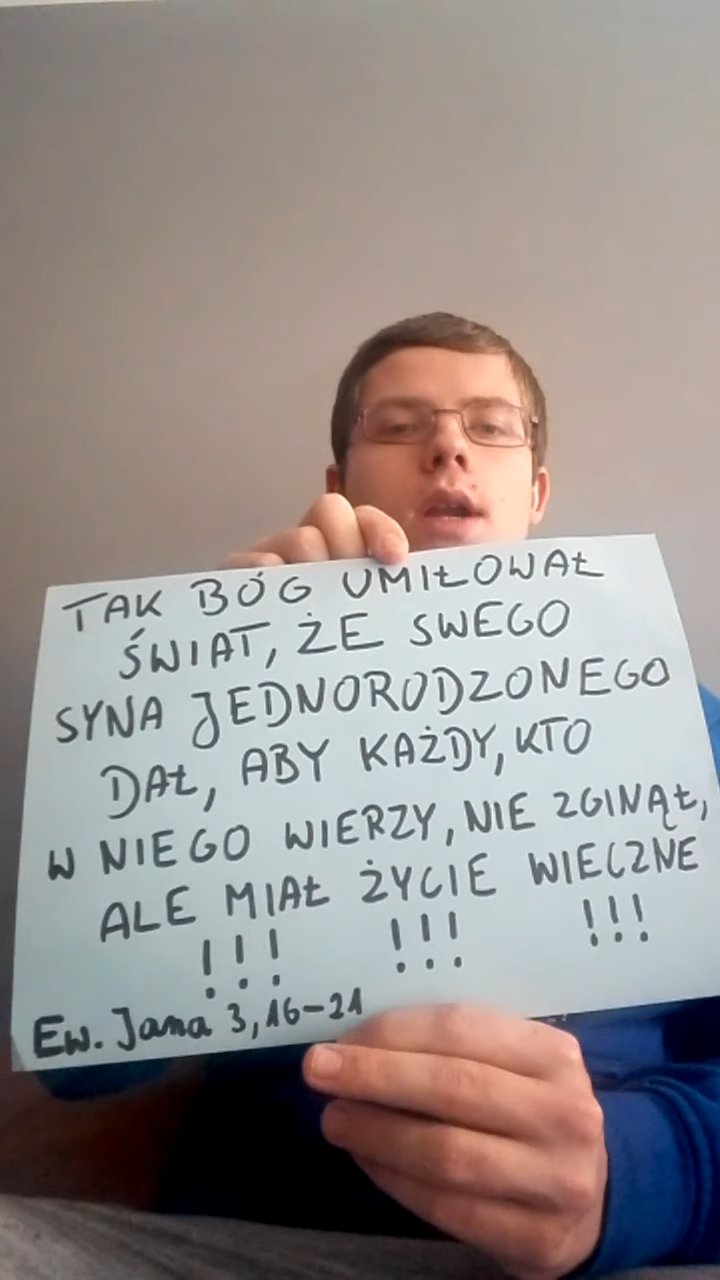 TAK BÓG UMIŁOWAŁ
ŚWIAT, ŻE SWEGO
SYNA JEDNORODZONEGO
DAŁ, ABY KAŻDY, KTO
W NIEGO WIERZY, NIE ZGINĄŁ,
ALE MIAŁ ŻYCIE WIECZNE
!!! !!! !!!
Ew. Jana 3,16-21